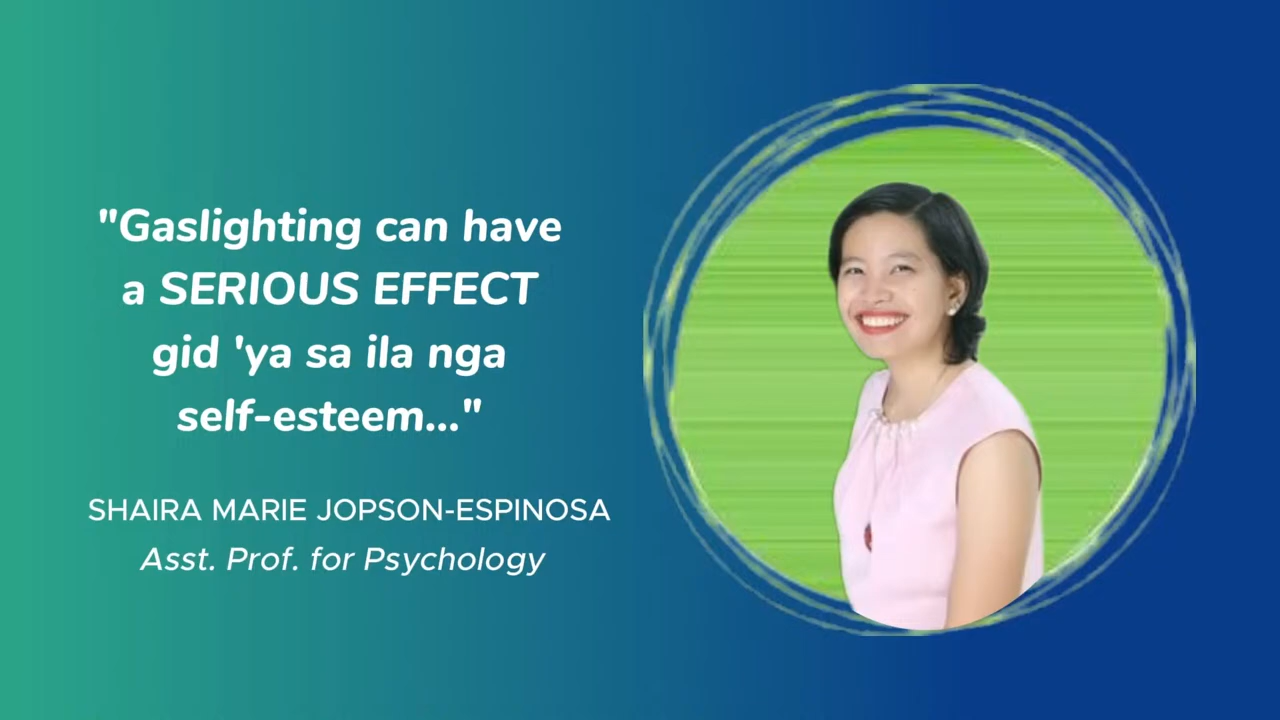 "Gaslighting can have
a SERIOUS EFFECT
gid 'ya sa ila nga
self-esteem..."
SHAIRA MARIE JOPSON-ESPINOSA
Asst. Prof. for Psychology